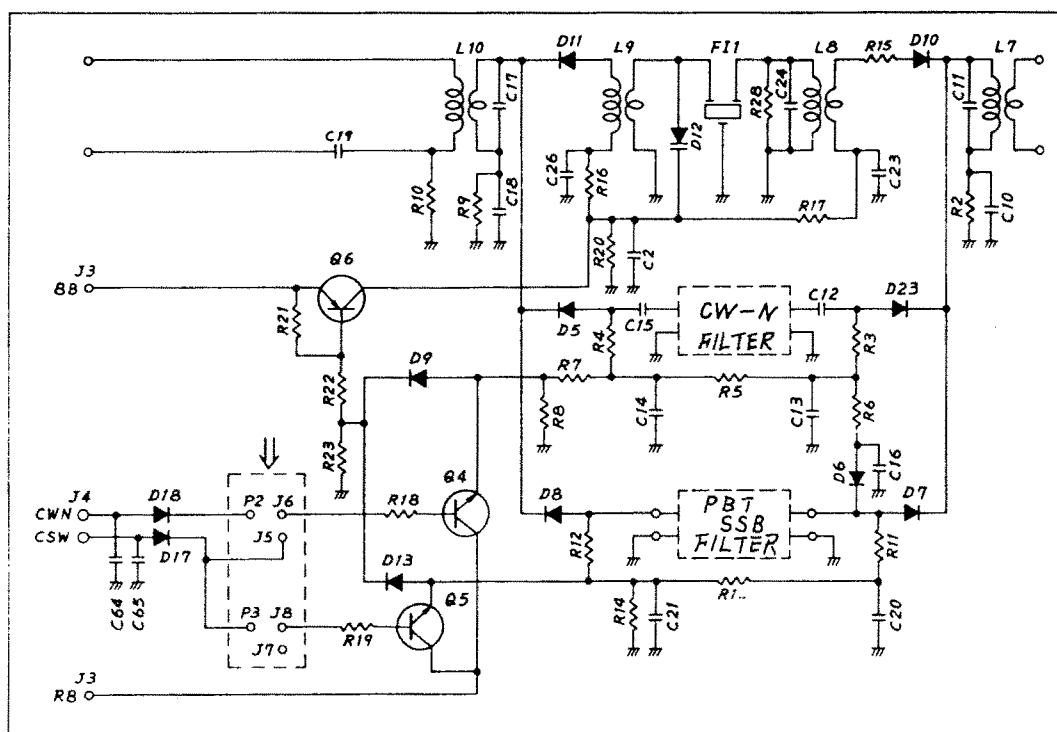 L10
D11
L9
FI1
L8
R15
D10
L7
C17
R28
C24
C11
D12
C19
C26
R16
C23
R10
R9
C18
R17
R2
C10
R20
C2
J3
8B
Q6
R21
D5
C15
CW-N
FILTER
C12
D23
R4
R3
D9
R7
R5
R22
R8
C14
C13
R6
R23
D6
C16
J4
CWN
D18
P2
J6
R18
Q4
D8
PBT
SSB
FILTER
D7
CSW
D17
J5
R12
R11
C64
C65
D13
Q5
R14
C21
R1..
C20
P3
J8
R19
J7
J3
R8